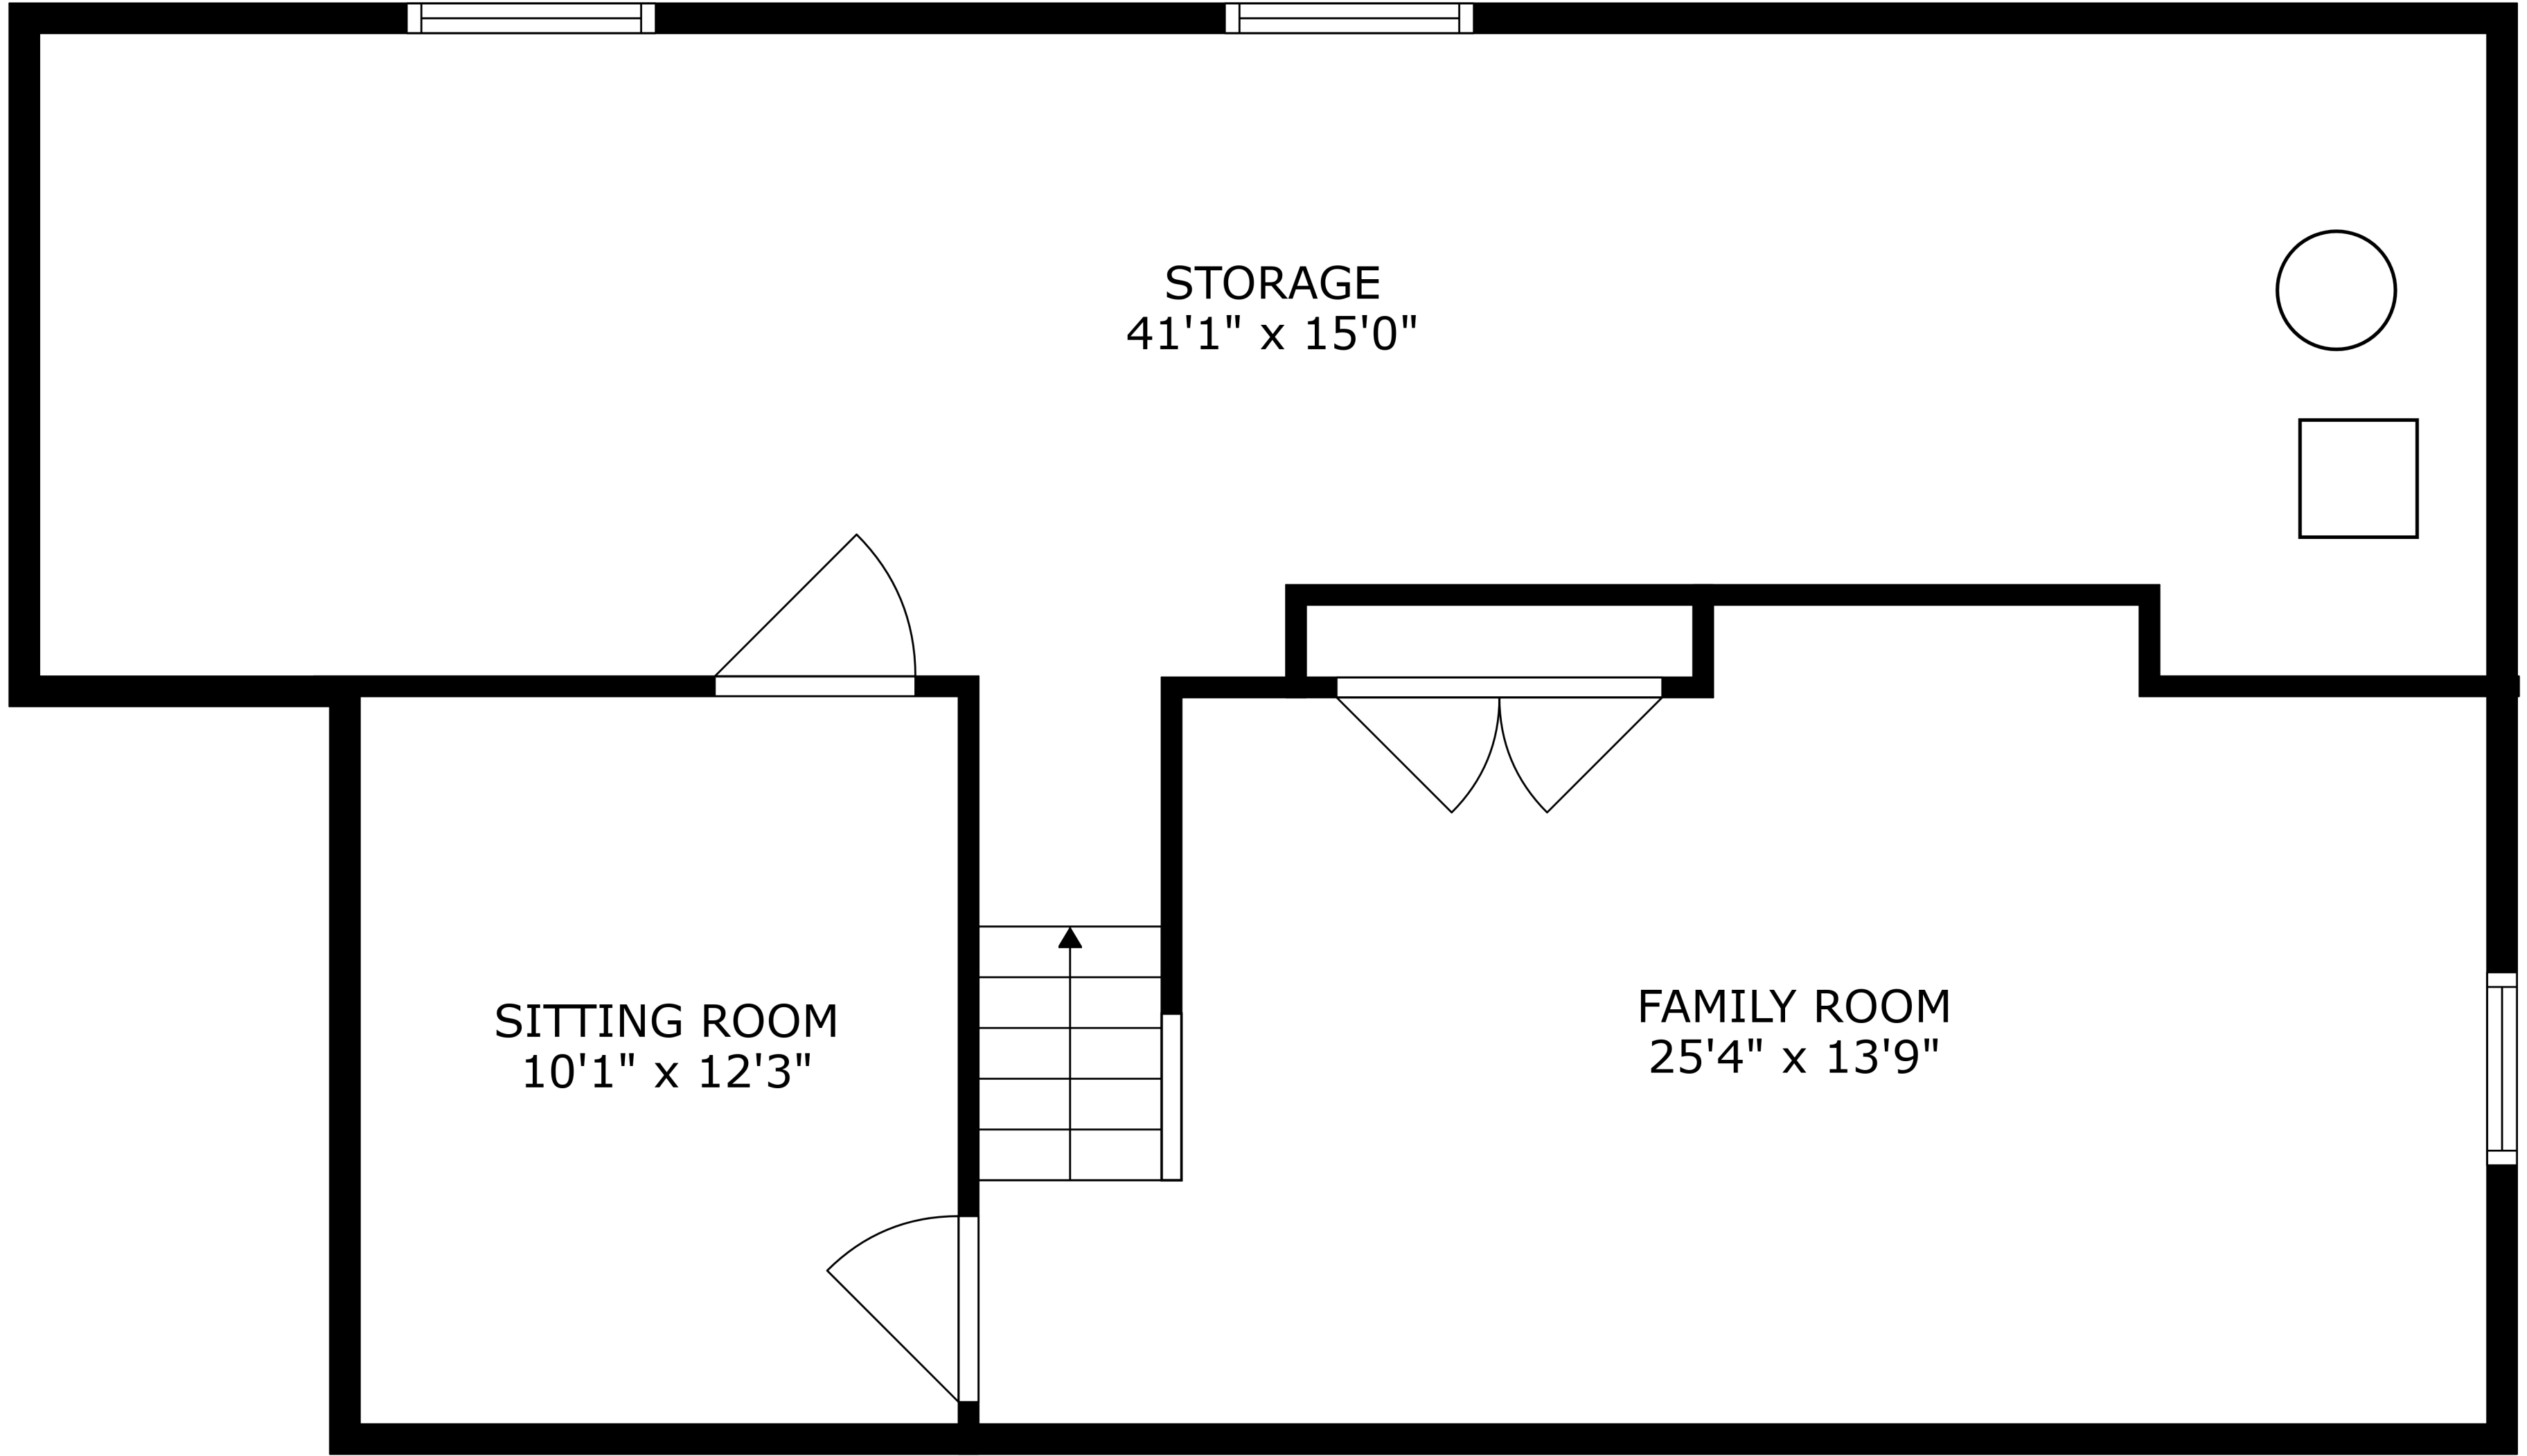 STORAGE
41'1" x 15'0"
SITTING ROOM
10'1" x 12'3"
FAMILY ROOM
25'4" x 13'9"